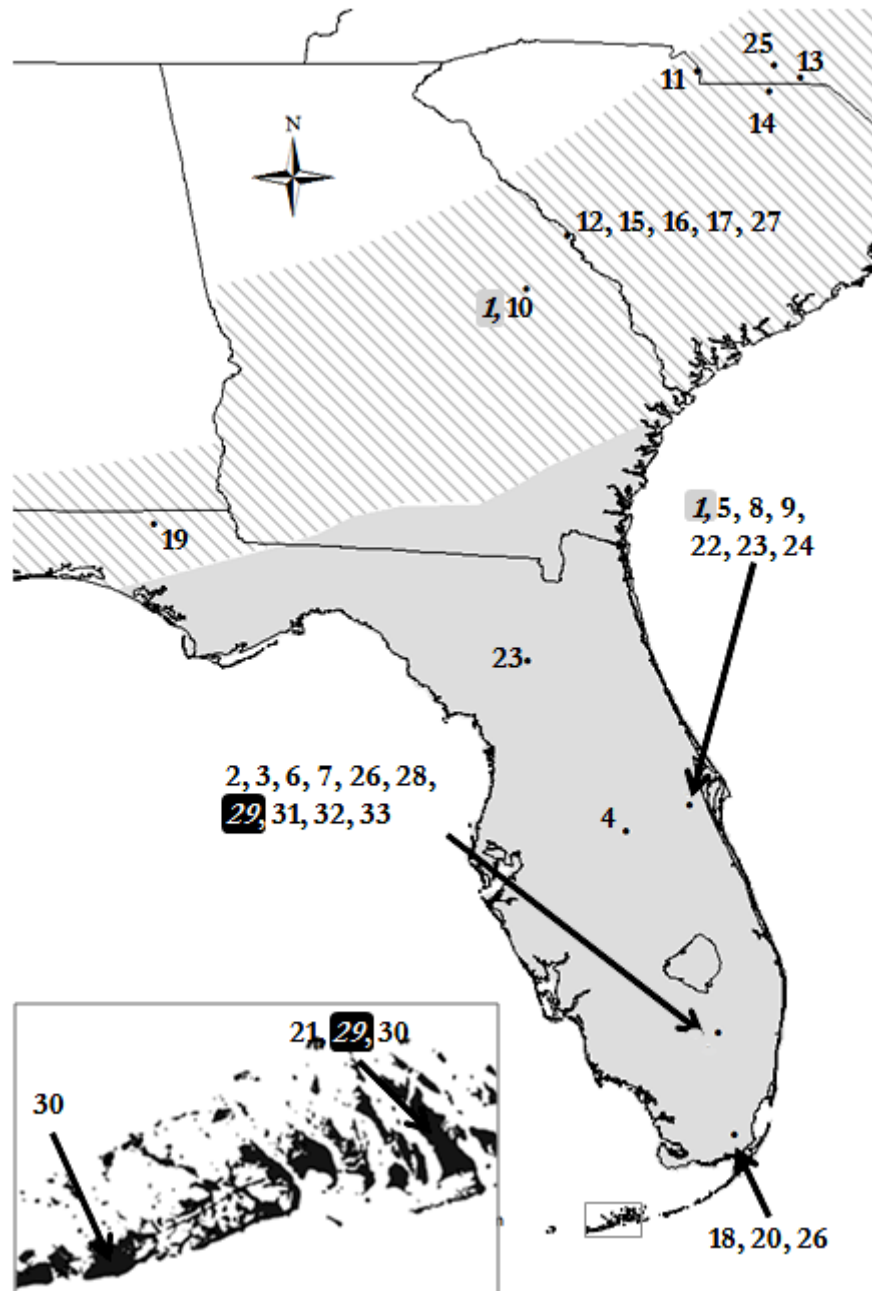 25
13
11
14
N
12, 15, 16, 17, 27
1, 10
1, 5, 8, 9,
22, 23, 24
19
23
2, 3, 6, 7, 26, 28,
29, 31, 32, 33
4
21, 29, 30
30
18, 20, 26